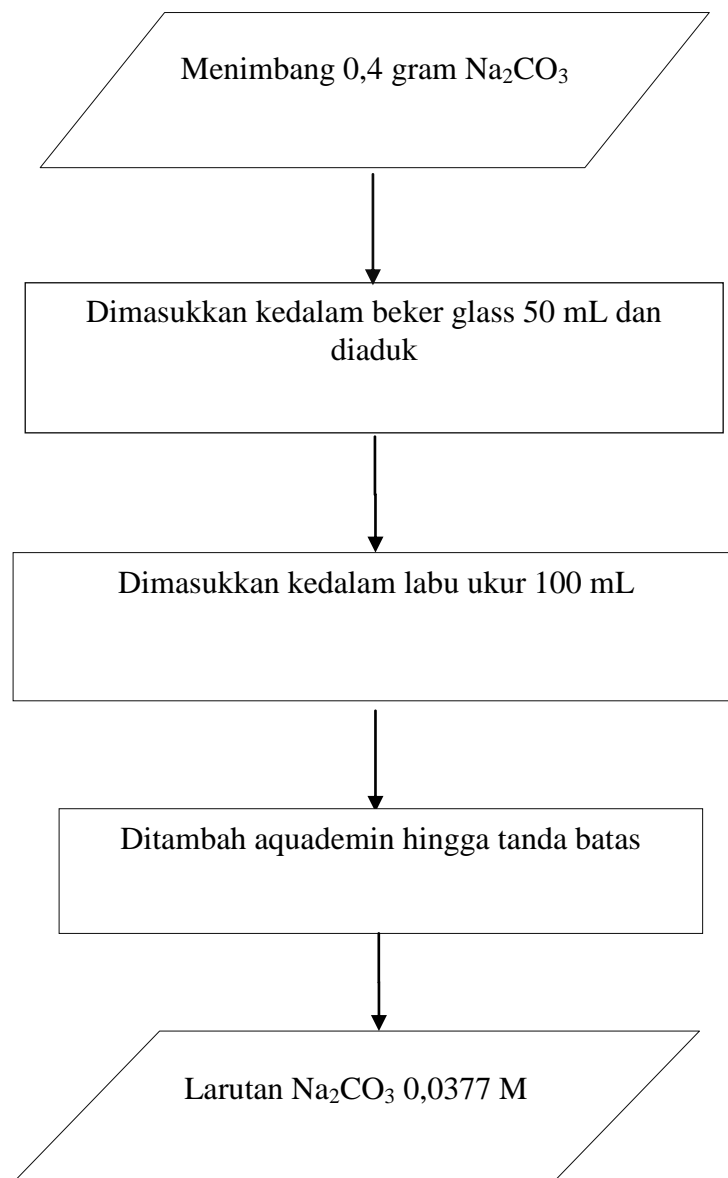 Menimbang 0,4 gram Na₂CO₃
Dimasukkan kedalam beker glass 50 mL dan
diaduk
Dimasukkan kedalam labu ukur 100 mL
Ditambah aquademin hingga tanda batas
Larutan Na₂CO₃ 0,0377 M